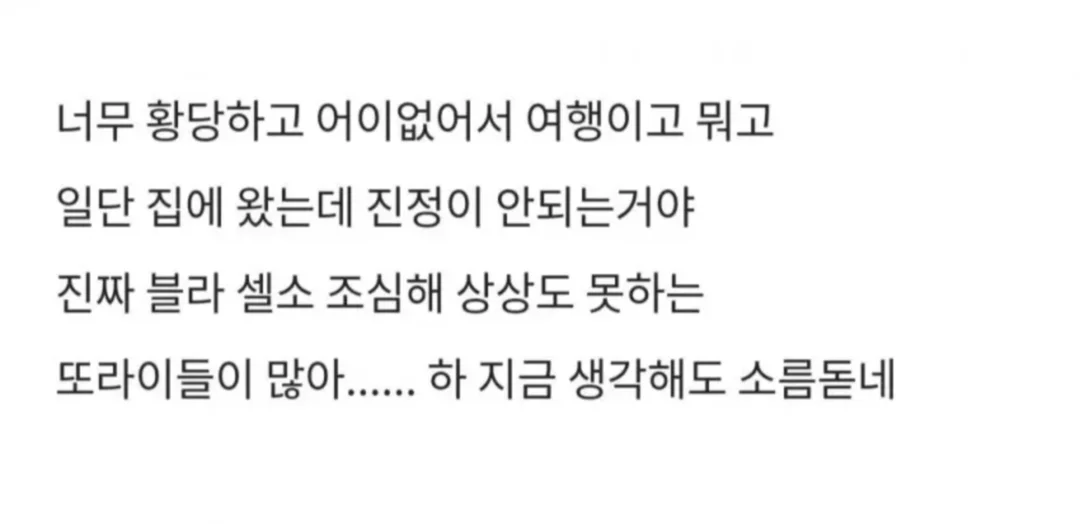 너무 황당하고 어이없어서 여행이고 뭐고
일단 집에 왔는데 진정이 안되는거야
진짜 블라 셀소 조심해 상상도 못하는
또라이들이 많아...... 하 지금 생각해도 소름돋네